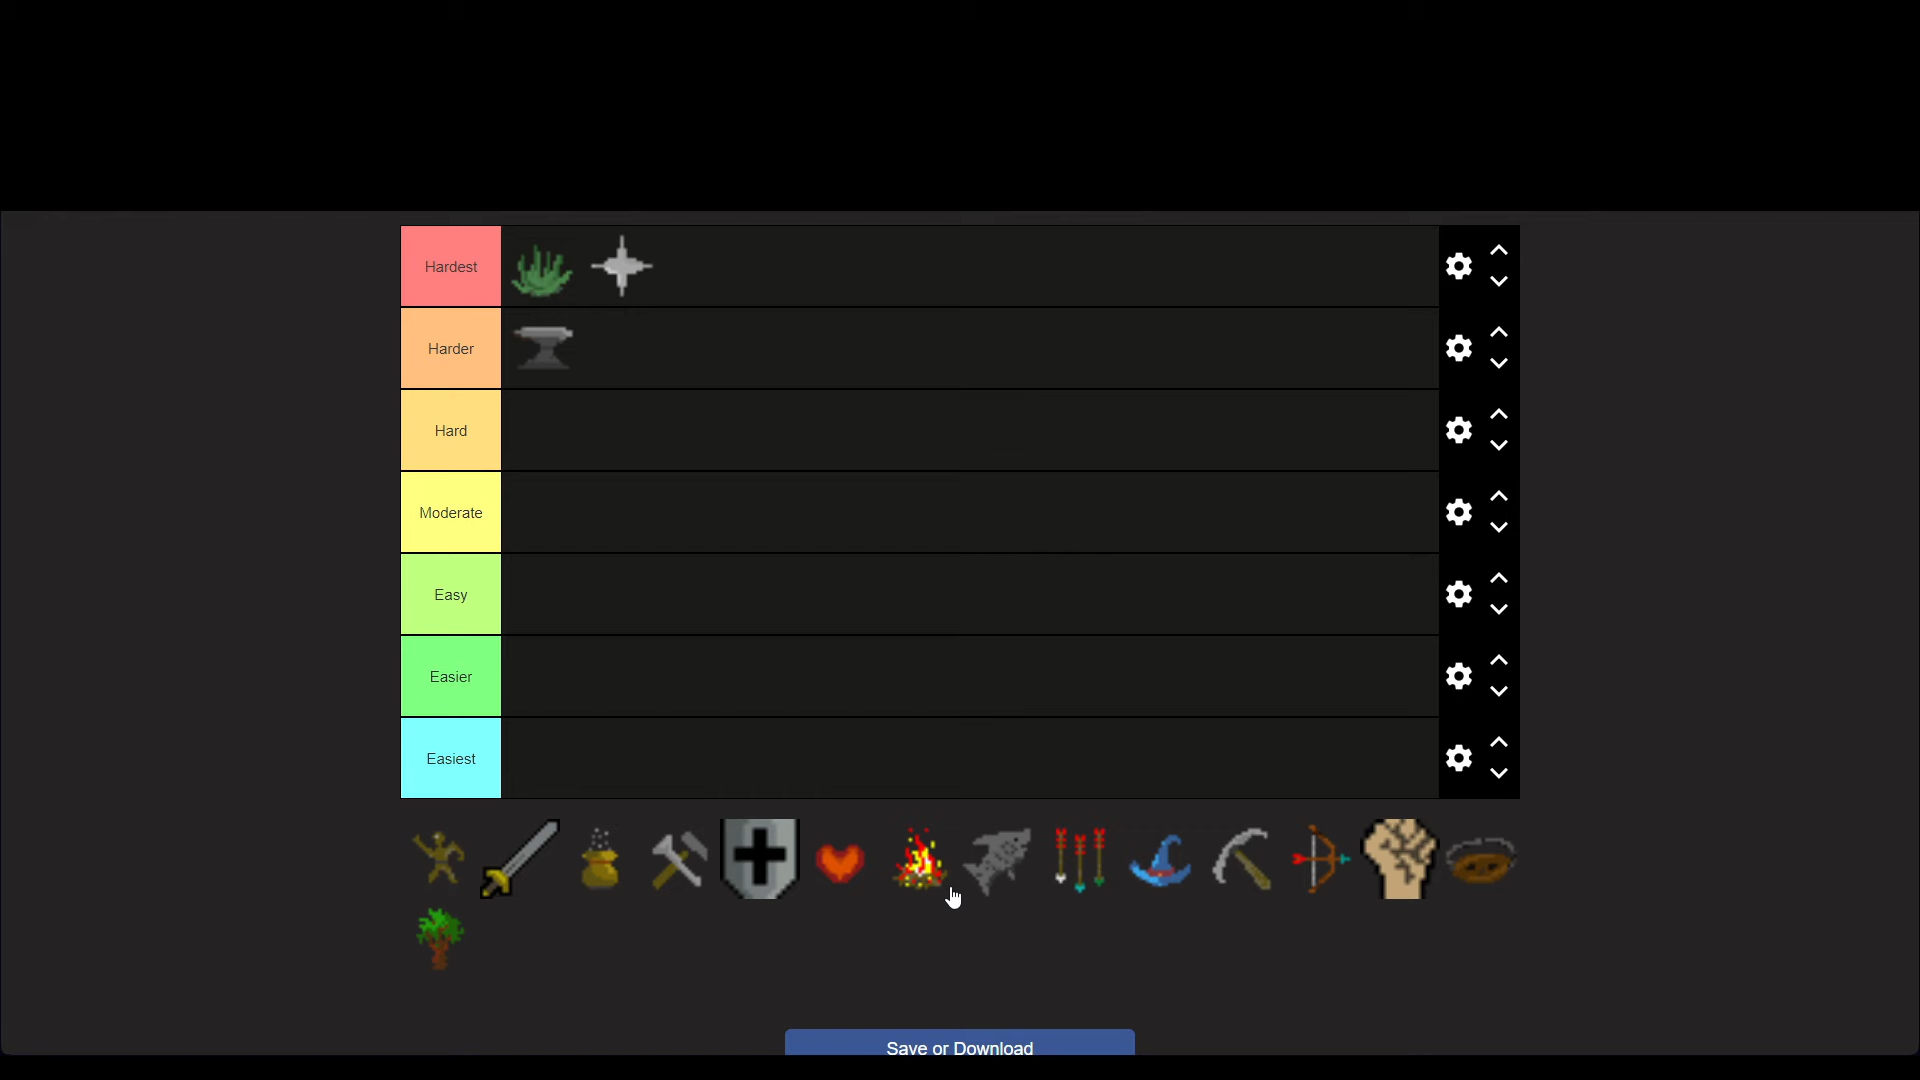 Hardest
Harder
Hard
Moderate
Easy
Easier
Easiest
Save or Download